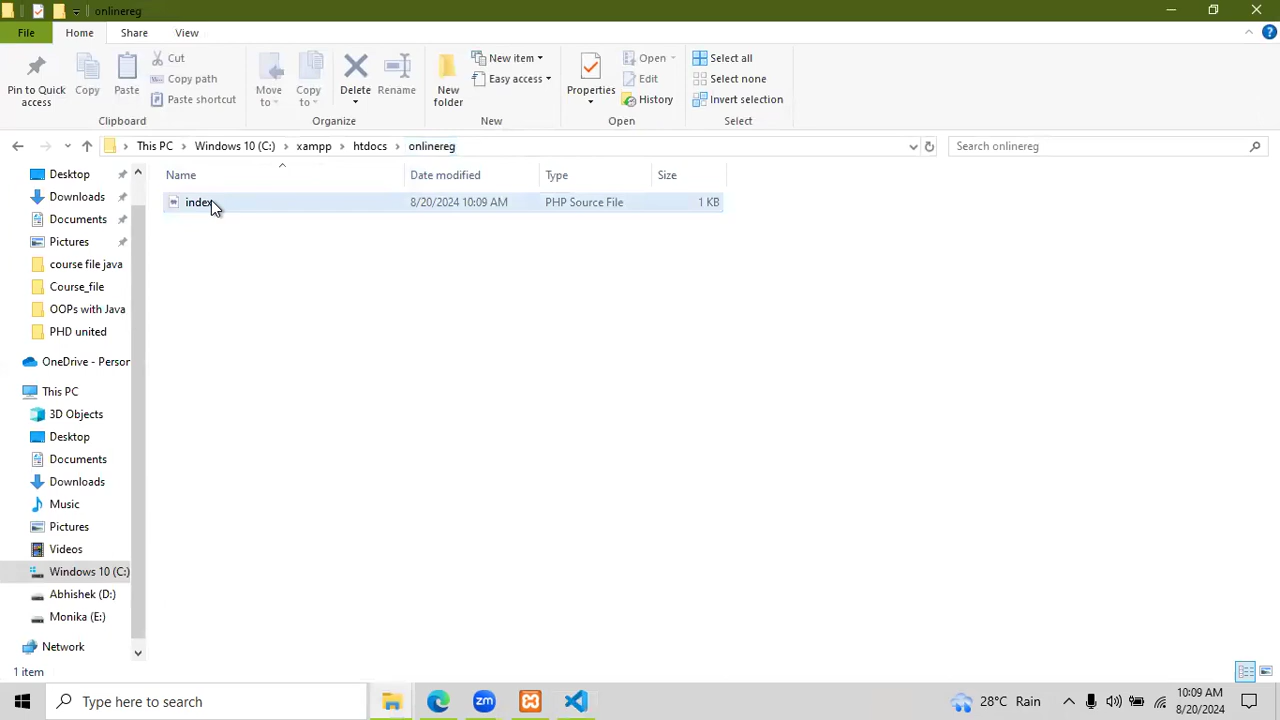 onlinereg
File Home Share View
Pin to Quick access
Copy
Paste
Cut
Copy path
Paste shortcut
Clipboard
Move to
Copy to
Delete
Rename
Organize
New folder
New item
Easy access
New
Properties
Open
Edit
History
Open
Select all
Select none
Invert selection
Select
This PC > Windows 10 (C:) > xampp > htdocs > onlinereg
Search onlinereg
Name Date modified Type Size
index 8/20/2024 10:09 AM PHP Source File 1 KB
Desktop
Downloads
Documents
Pictures
course file java
Course_file
OOPs with Java
PHD united
OneDrive - Person
This PC
3D Objects
Desktop
Documents
Downloads
Music
Pictures
Videos
Windows 10 (C:)
Abhishek (D:)
Monika (E:)
Network
1 item
Type here to search
zm
28°C Rain
10:09 AM
8/20/2024